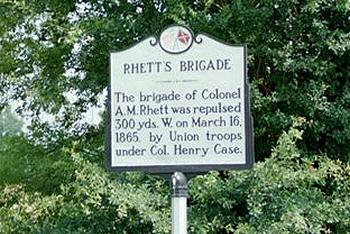 RHETT'S BRIGADE
The brigade of Colonel
A.M.Rhett was repulsed
300 yds. W. on March 16,
1865, by Union troops
under Col. Henry Case.